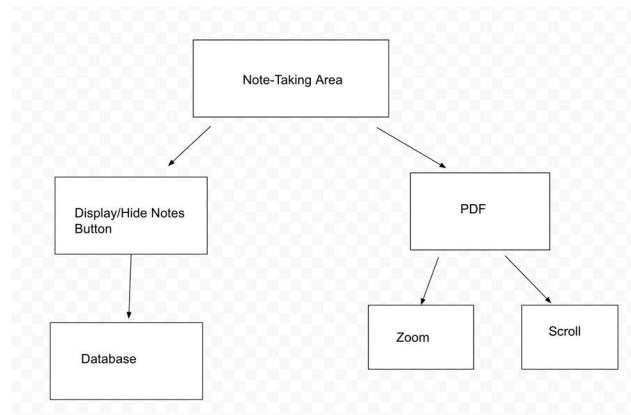 Note-Taking Area
Display/Hide Notes
Button
PDF
Database
Zoom
Scroll